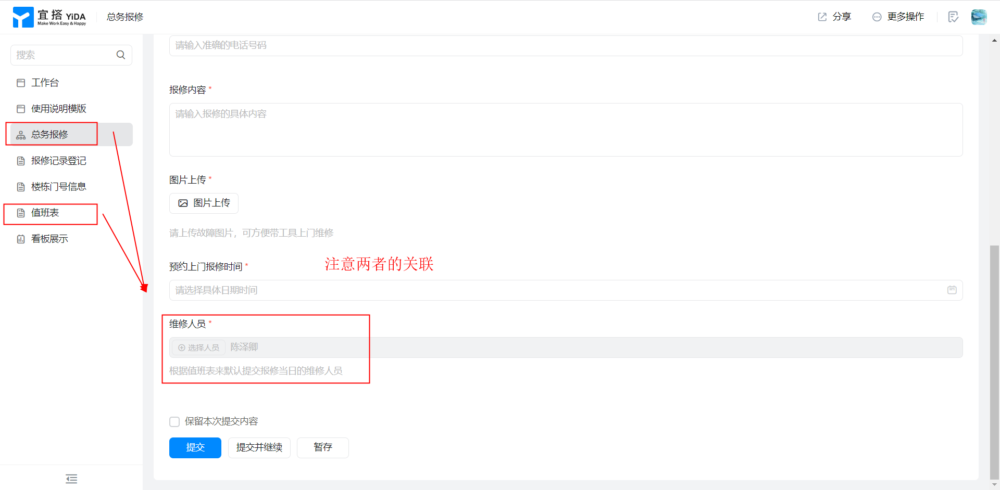 宜搭 YiDA
Make Work Easy & Happy
总务报修
分享
更多操作
搜索
工作台
使用说明模版
总务报修
报修记录登记
楼栋门号信息
值班表
看板展示
请输入准确的电话号码
报修内容 *
请输入报修的具体内容
图片上传 *
图片上传
请上传故障图片，可方便带工具上门维修
预约上门报修时间 *
注意两者的关联
请选择具体日期时间
维修人员 *
选择人员 陈泽卿
根据值班表来默认提交报修当日的维修人员
保留本次提交内容
提交
提交并继续
暂存